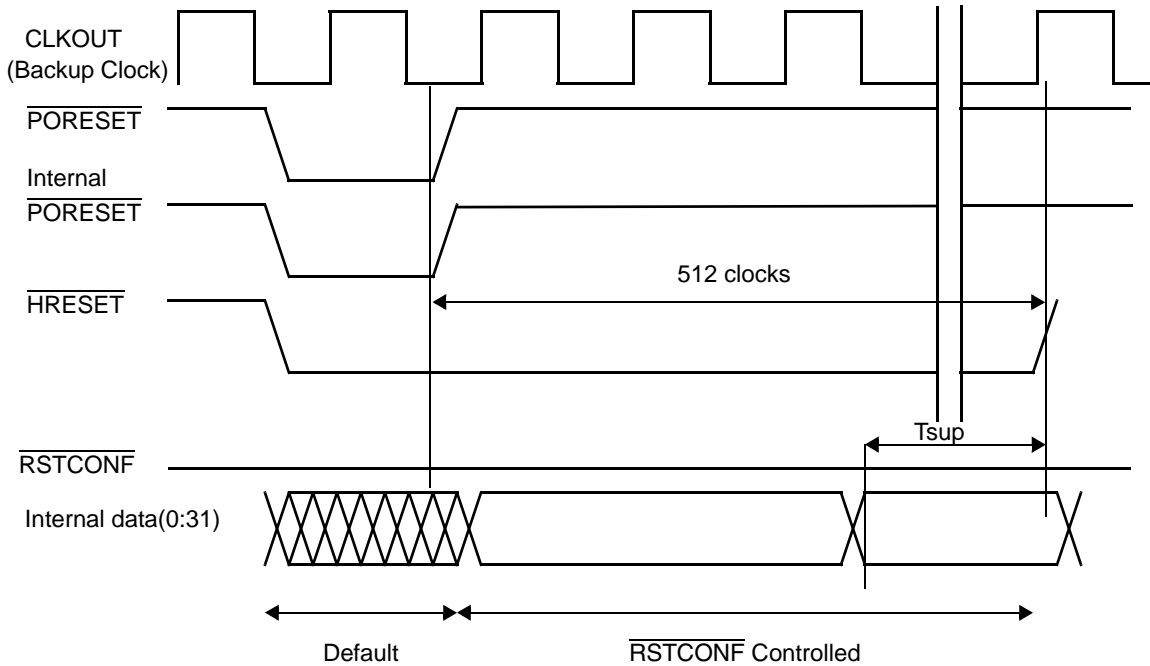 CLKOUT
(Backup Clock)
PORESET
Internal
PORESET
512 clocks
HRESET
Tsup
RSTCONF
Internal data(0:31)
Default
RSTCONF Controlled